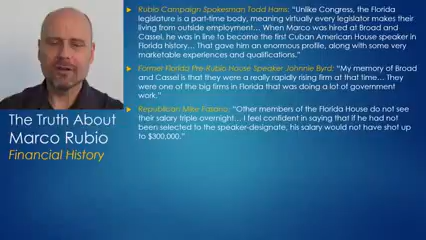 Rubio Campaign Spokesman Todd Harris: "Unlike Congress, the Florida
legislature is a part-time body, meaning virtually every legislator makes their
living from outside employment… When Marco was hired at Broad and
Cassel, he was in line to become the first Cuban American House speaker in
Florida history… That gave him an enormous profile, along with some very
marketable experiences and qualifications."
Former Florida Pre-Rubio House Speaker Johnnie Byrd: "My memory of Broad
and Cassel is that they were a really rapidly rising firm at that time… They
were one of the big firms in Florida that was doing a lot of government
work."
Republican Mike Fasano: "Other members of the Florida House do not see
their salary triple overnight… I feel confident in saying that if he had not
been selected to the speaker-designate, his salary would not have shot up
to $300,000."
The Truth About
Marco Rubio
Financial History